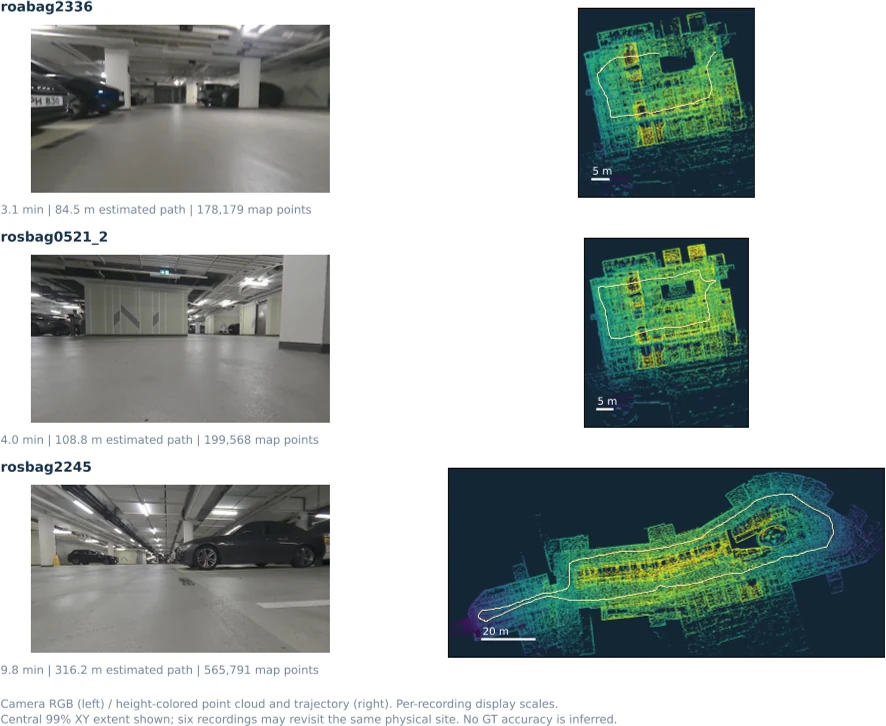 roabag2336
PH 830
5 m
3.1 min | 84.5 m estimated path | 178,179 map points
rosbag0521_2
5 m
4.0 min | 108.8 m estimated path | 199,568 map points
rosbag2245
20 m
9.8 min | 316.2 m estimated path | 565,791 map points
Camera RGB (left) / height-colored point cloud and trajectory (right). Per-recording display scales.
Central 99% XY extent shown; six recordings may revisit the same physical site. No GT accuracy is inferred.